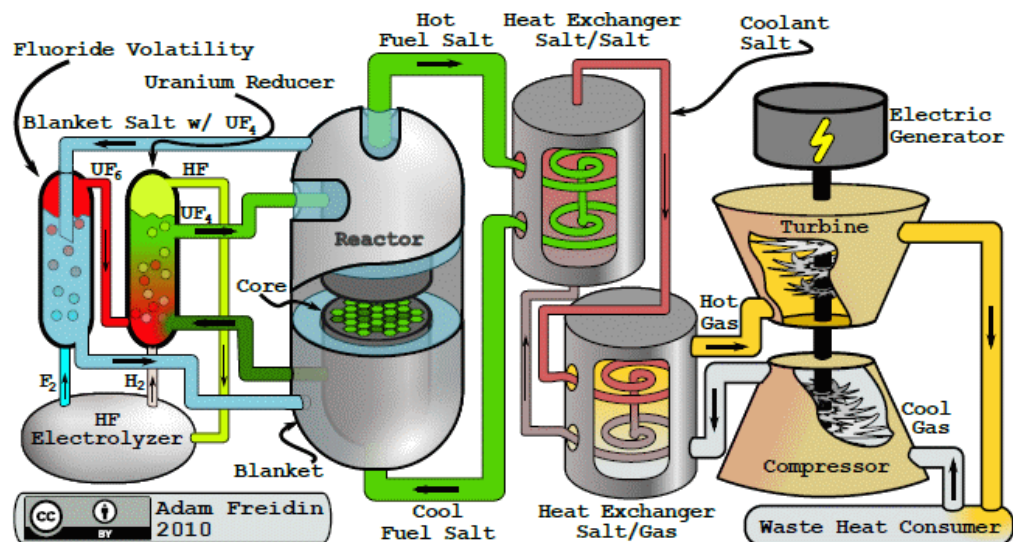 Hot
Fuel Salt
Heat Exchanger
Salt/Salt
Coolant
Salt
Fluoride Volatility
Uranium Reducer
Blanket Salt w/ UF₄
Electric
Generator
UF₆
HF
UF₄
Reactor
Turbine
Core
Hot
Gas
F₂
H₂
HF
Electrolyzer
Cool
Gas
Blanket
Compressor
cc
BY
Adam Freidin
2010
Cool
Fuel Salt
Heat Exchanger
Salt/Gas
Waste Heat Consumer